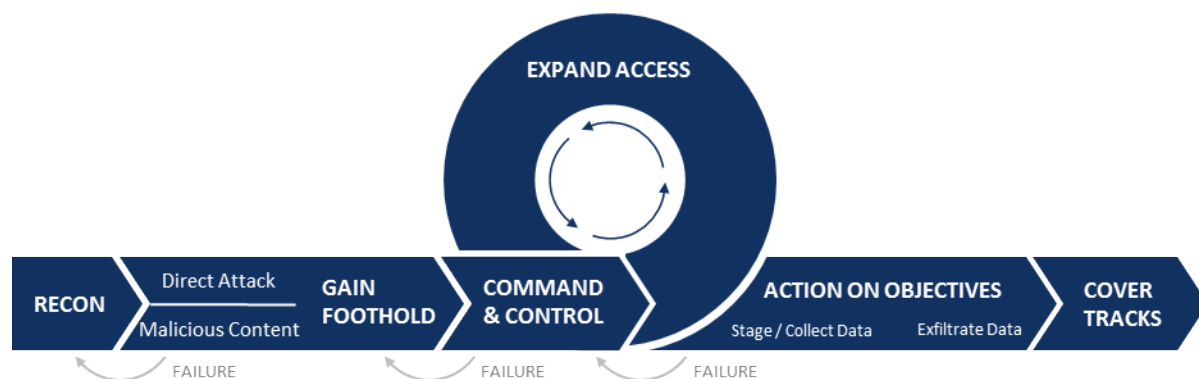 EXPAND ACCESS
RECON
Direct Attack
Malicious Content
GAIN
FOOTHOLD
COMMAND
& CONTROL
ACTION ON OBJECTIVES
Stage / Collect Data
Exfiltrate Data
COVER
TRACKS
FAILURE
FAILURE
FAILURE